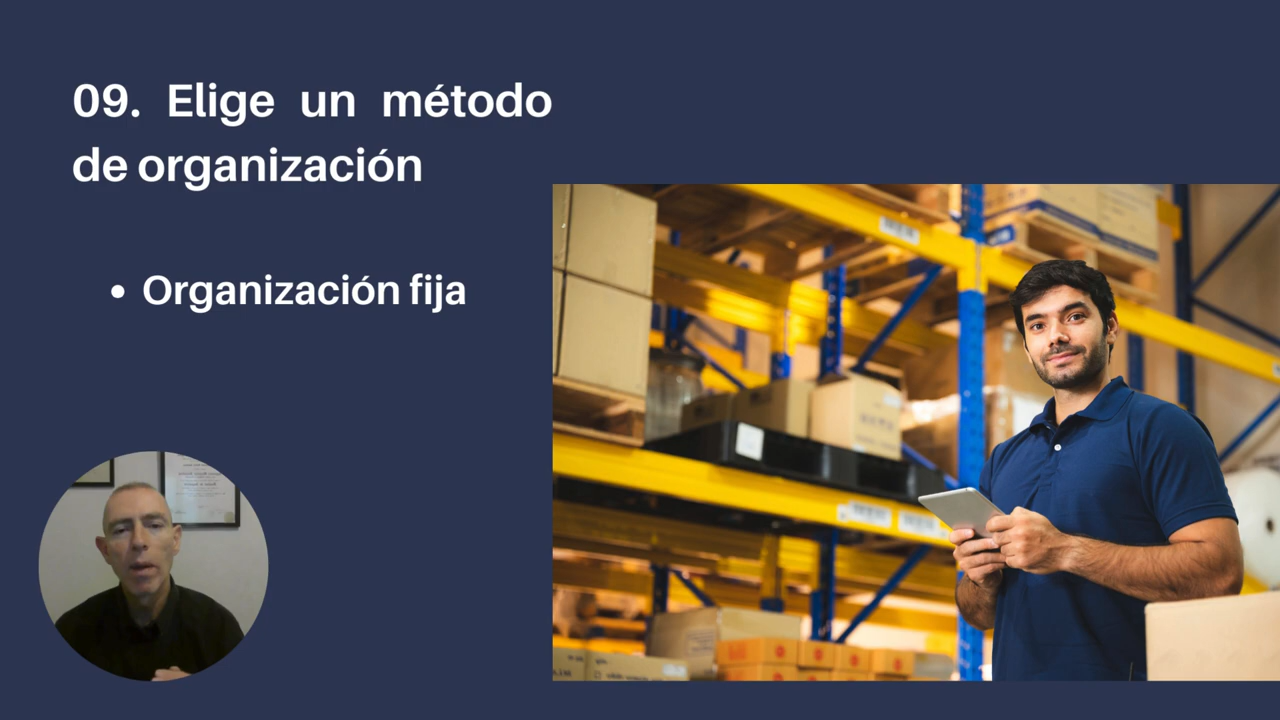 09. Elige un método
de organización
• Organización fija